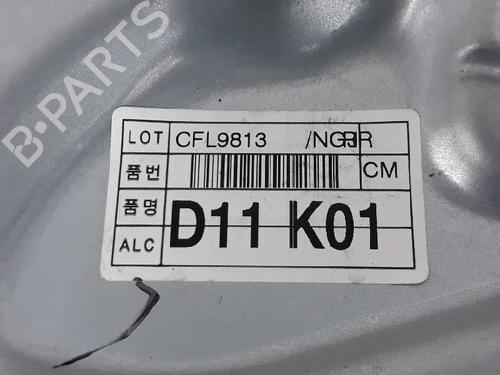 B-PARTS
LOT CFL9813
품번 CM
품명 D11 K01
ALC